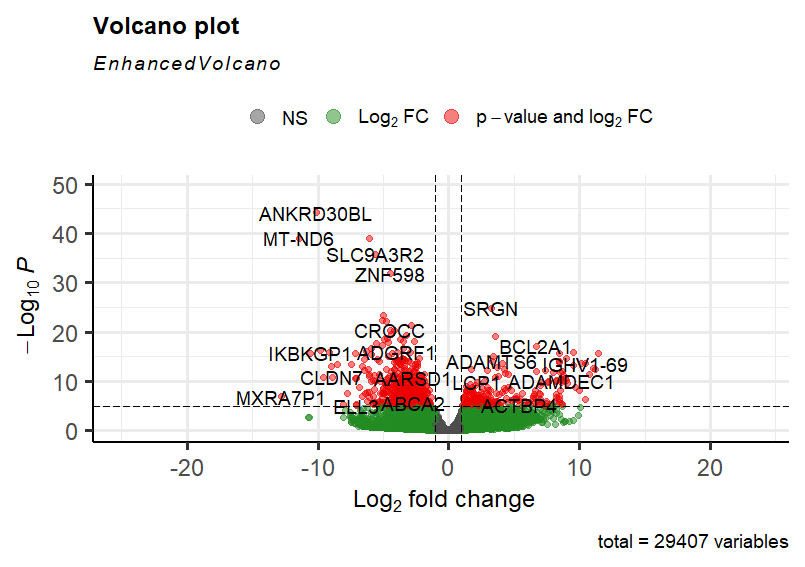 Volcano plot
EnhancedVolcano
NS Log2 FC p − value and log2 FC
50
40
30
20
10
0
−Log10 P
ANKRD30BL
MT-ND6
SLC9A3R2
ZNF598
SRGN
CROCC
BCL2A1
IKBKGP1
ADGRF1
ADAMTS6
IGHV1-69
CLDN7
AARSD1
LCP1
ADAMDEC1
MXRA7P1
ELL3
ABCA2
ACTBP4
-20 -10 0 10 20
Log2 fold change
total = 29407 variables